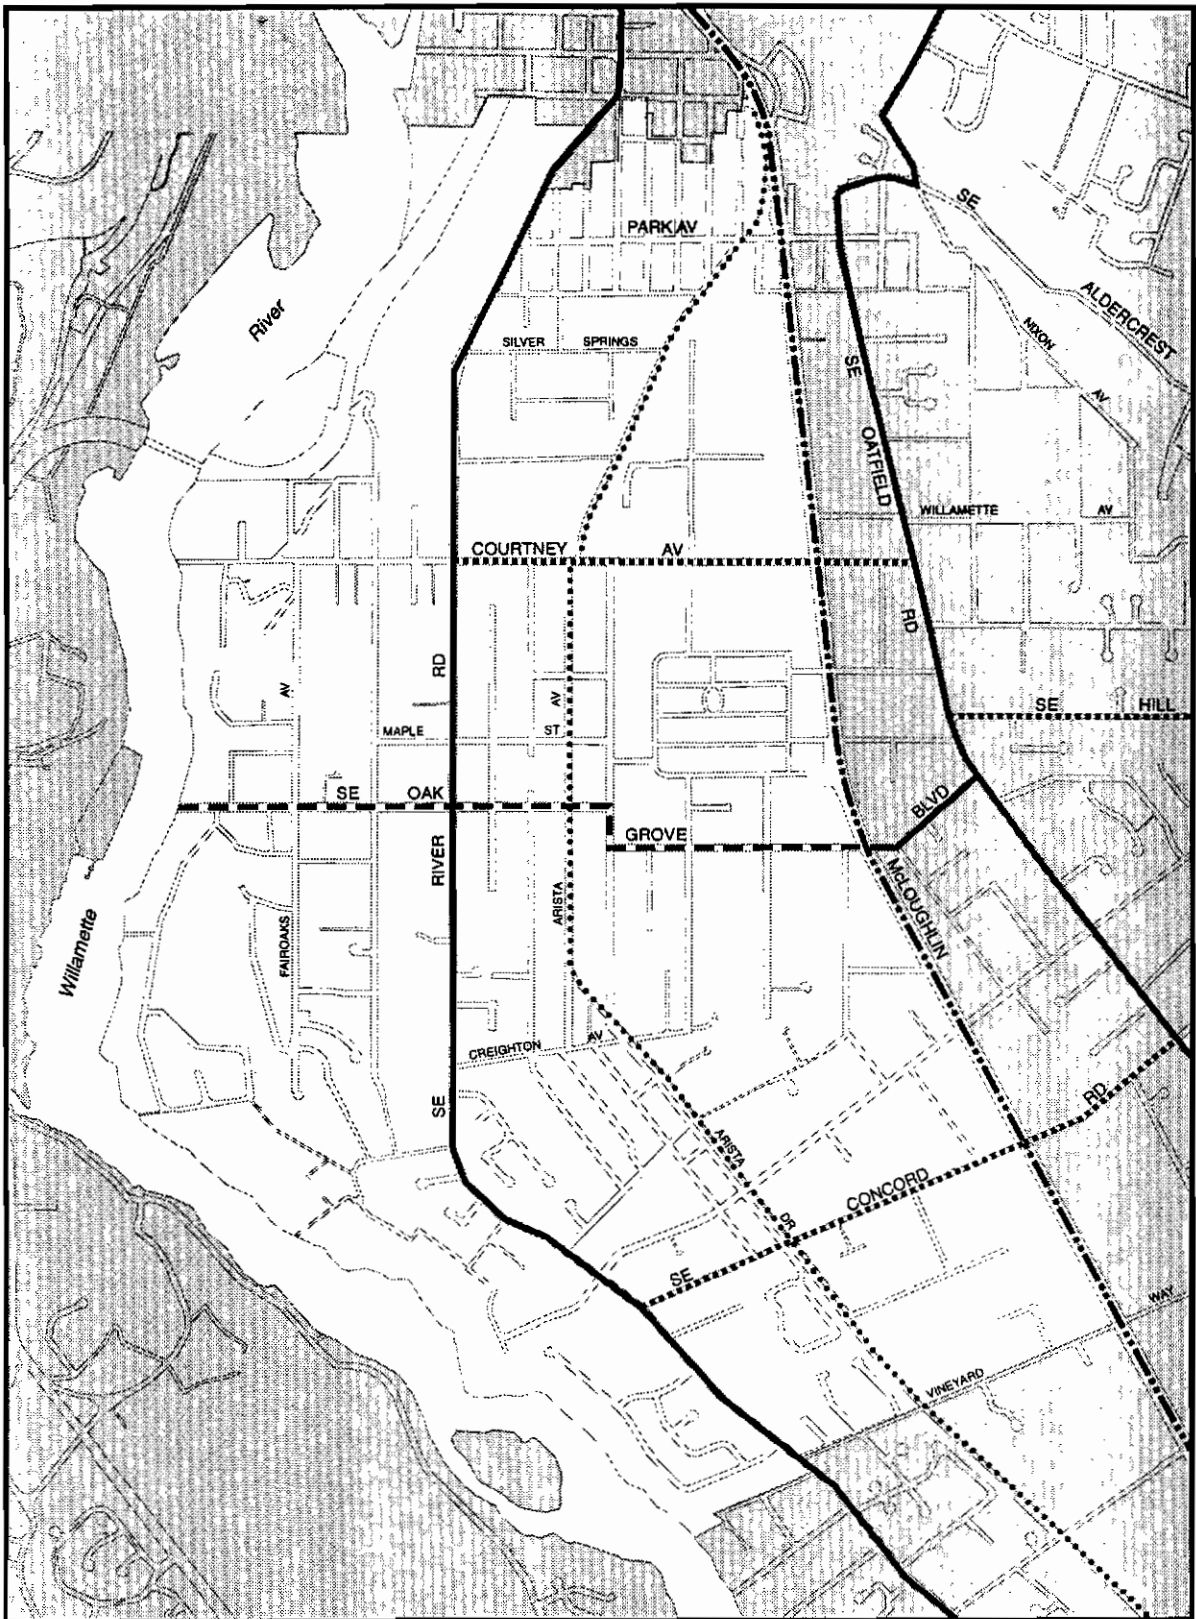 PARK AV
SE
ALDERCREST
River
SILVER SPRINGS
NIXON
AV
SE
OATFIELD
WILLAMETTE AV
COURTNEY AV
RD
RD
AV
AV
SE HILL
MAPLE ST
SE OAK
BLVD
GROVE
RIVER
McLOUGHLIN
ARISTA
FAIROAKS
Willamette
AV
CREIGHTON
SE
RD
ARISTA
CONCORD
DR
SE
WAY
VINEYARD